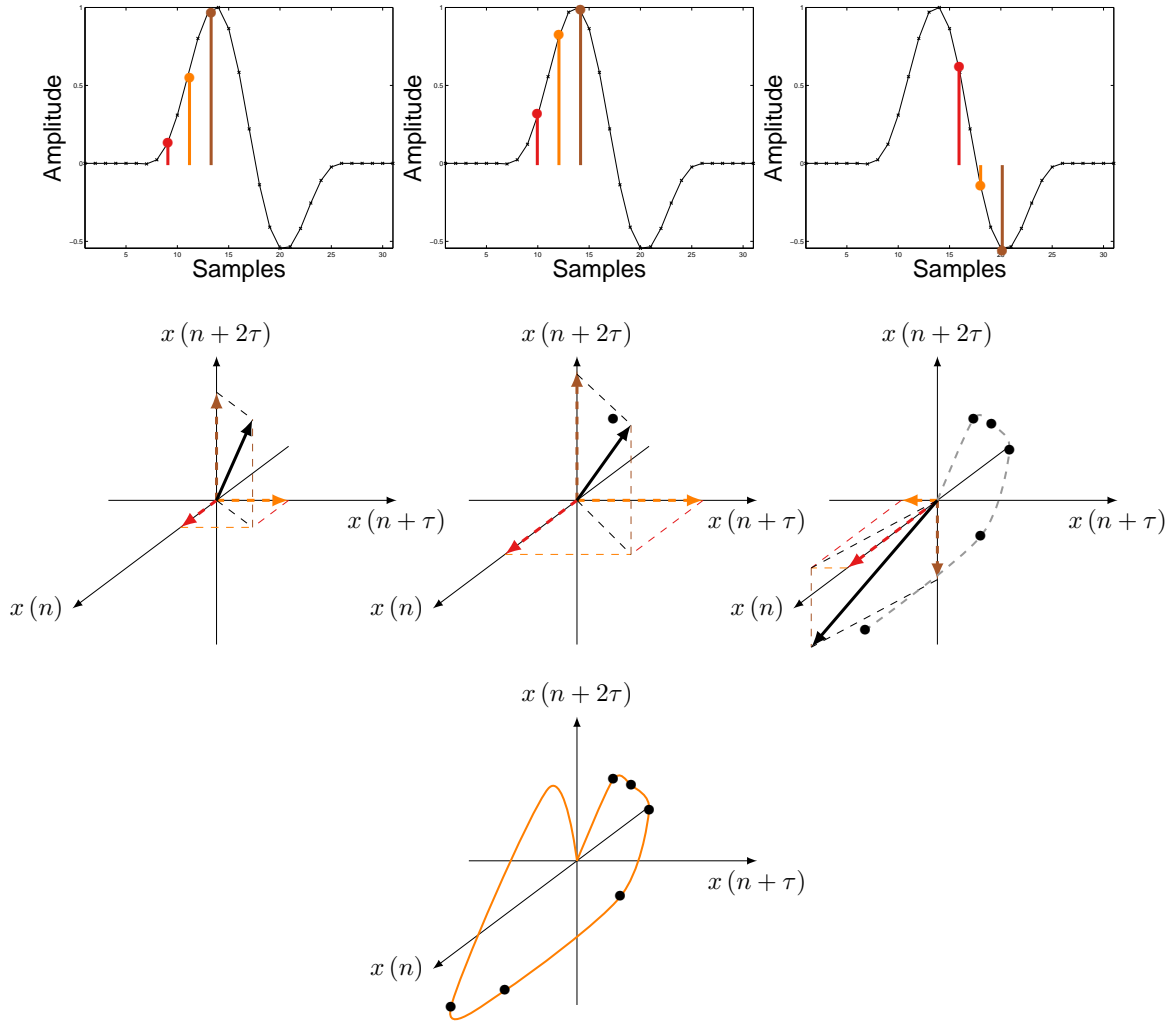 1
0.5
0
−0.5
5 10 15 20 25 30
Amplitude
Samples
1
0.5
0
−0.5
5 10 15 20 25 30
Amplitude
Samples
1
0.5
0
−0.5
5 10 15 20 25 30
Amplitude
Samples
x (n + 2τ)
x (n + τ)
x (n)
x (n + 2τ)
x (n + τ)
x (n)
x (n + 2τ)
x (n + τ)
x (n)
x (n + 2τ)
x (n + τ)
x (n)